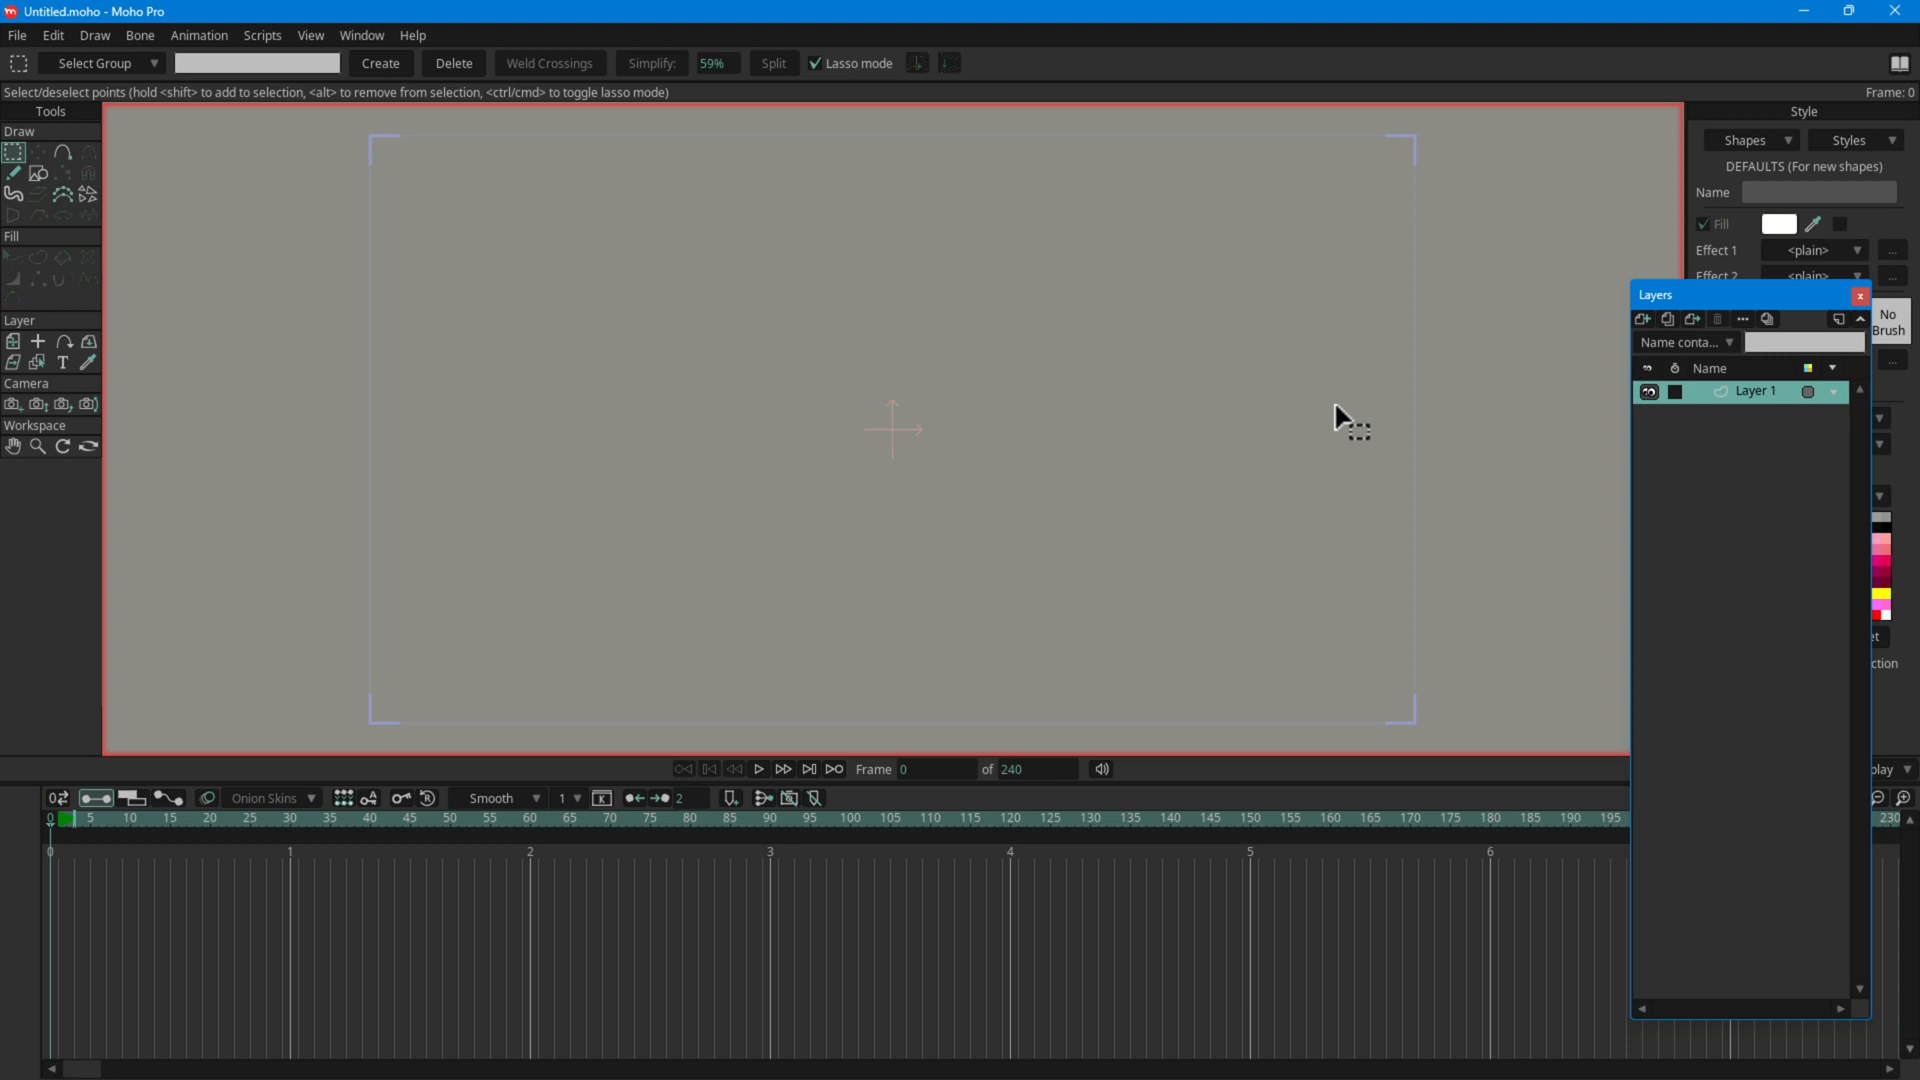 Untitled.moho - Moho Pro
File Edit Draw Bone Animation Scripts View Window Help
Select Group Create Delete Weld Crossings Simplify: 59% Split Lasso mode
Select/deselect points (hold <shift> to add to selection, <alt> to remove from selection, <ctrl/cmd> to toggle lasso mode) Frame: 0
Tools
Draw
Fill
Layer
T
Camera
Workspace
Style
Shapes Styles
DEFAULTS (For new shapes)
Name
Fill
Effect 1 <plain> ...
Effect 2 <plain> ...
No
Brush
...
Layers
Name conta...
Name
Layer 1
et
ction
Frame 0 of 240
play
Onion Skins Smooth 1 K 2
0 5 10 15 20 25 30 35 40 45 50 55 60 65 70 75 80 85 90 95 100 105 110 115 120 125 130 135 140 145 150 155 160 165 170 175 180 185 190 195 230
0 1 2 3 4 5 6